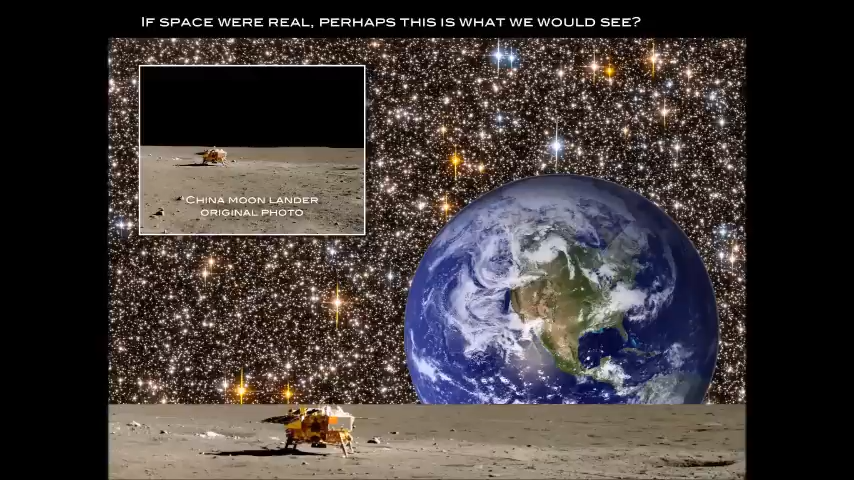 If space were real, perhaps this is what we would see?
*China moon lander
original photo